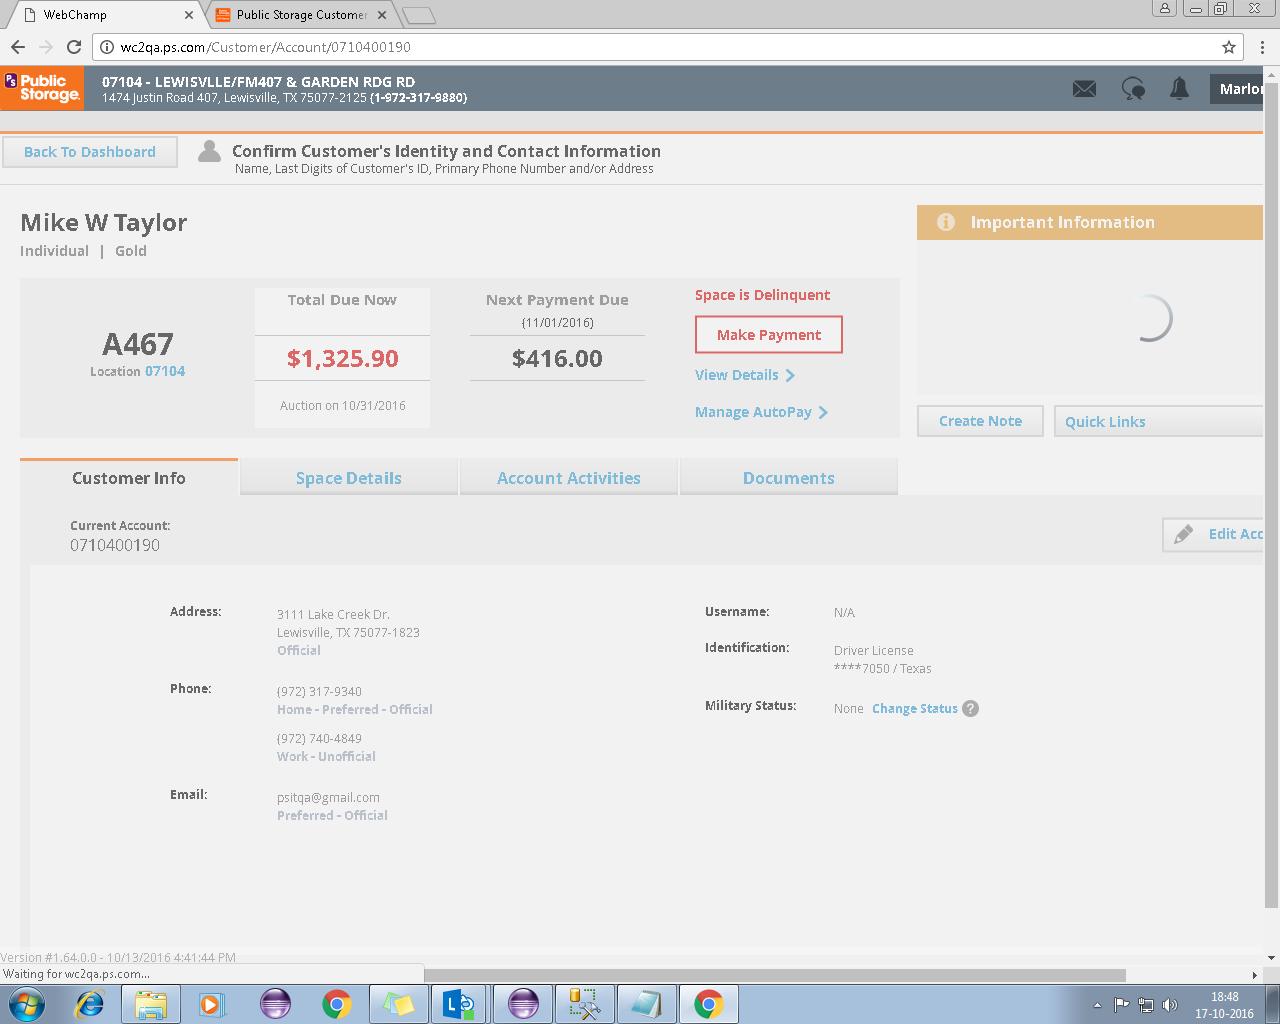 WebChamp
Public Storage Customer
wc2qa.ps.com/Customer/Account/0710400190
Ps Public Storage.
07104 - LEWISVLLE/FM407 & GARDEN RDG RD
1474 Justin Road 407, Lewisville, TX 75077-2125 (1-972-317-9880)
Marlo
Back To Dashboard
Confirm Customer's Identity and Contact Information
Name, Last Digits of Customer's ID, Primary Phone Number and/or Address
Mike W Taylor
Individual | Gold
Important Information
A467
Location 07104
Total Due Now
$1,325.90
Auction on 10/31/2016
Next Payment Due
(11/01/2016)
$416.00
Space is Delinquent
Make Payment
View Details
Manage AutoPay
Create Note
Quick Links
Customer Info
Space Details
Account Activities
Documents
Current Account:
0710400190
Edit Acc
Address:
3111 Lake Creek Dr.
Lewisville, TX 75077-1823
Official
Phone:
(972) 317-9340
Home - Preferred - Official
(972) 740-4849
Work - Unofficial
Email:
psitqa@gmail.com
Preferred - Official
Username:
N/A
Identification:
Driver License
****7050 / Texas
Military Status:
None Change Status ?
Version #1.64.0.0 - 10/13/2016 4:41:44 PM
Waiting for wc2qa.ps.com...
18:48
17-10-2016